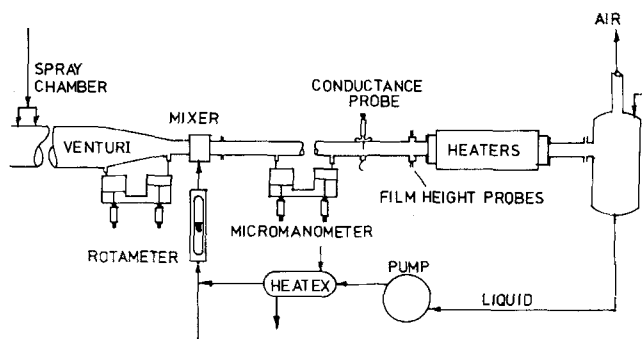 AIR
SPRAY
CHAMBER
CONDUCTANCE
PROBE
MIXER
VENTURI
HEATERS
FILM HEIGHT PROBES
MICROMANOMETER
ROTAMETER
PUMP
HEATEX
LIQUID